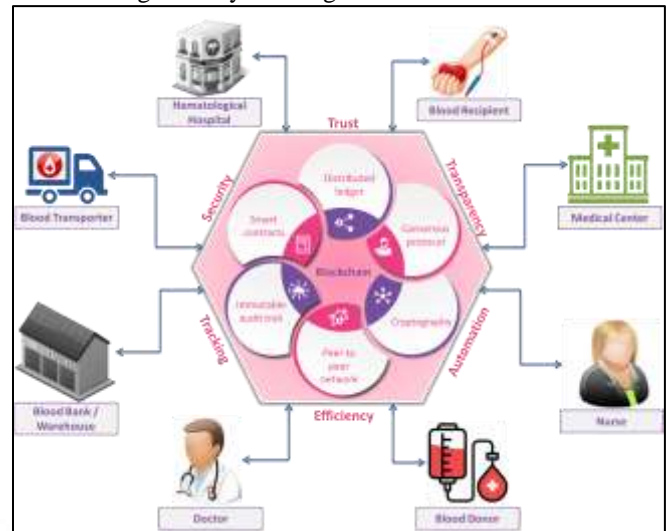 Hematological
Hospital
Blood Recipient
Trust
Blood Transporter
Security
Transparency
Medical Center
Distributed
ledger
Smart
contracts
Consensus
protocol
Blockchain
Immutable
audit trail
Cryptography
Peer to
peer
network
Tracking
Automation
Efficiency
Blood Bank /
Warehouse
Nurse
Doctor
Blood Donor